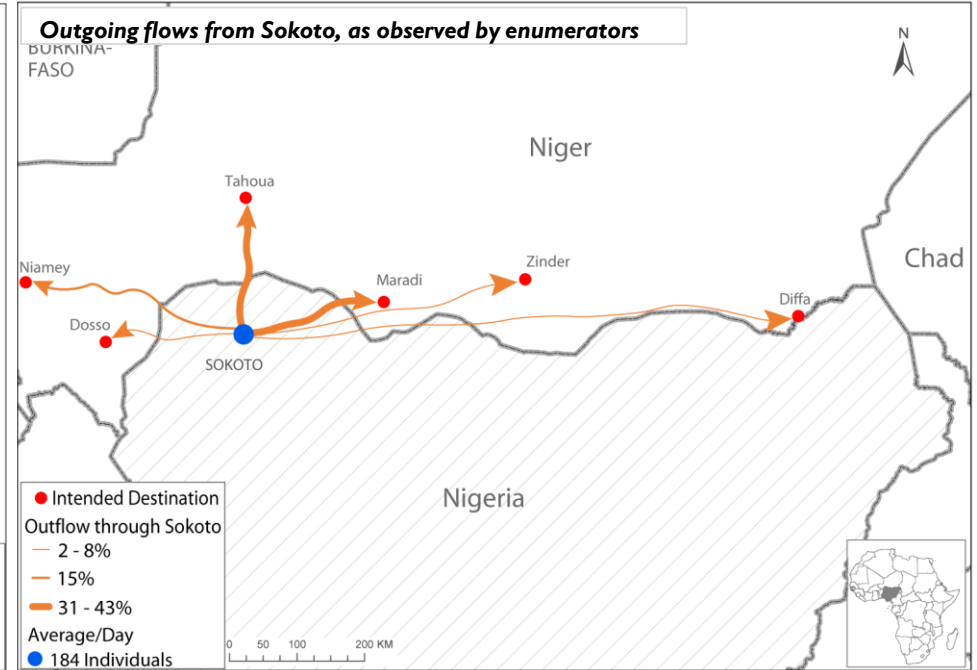 Outgoing flows from Sokoto, as observed by enumerators
BURKINA-
FASO
N
Niger
Tahoua
Chad
Niamey
Zinder
Maradi
Diffa
Dosso
SOKOTO
Nigeria
Intended Destination
Outflow through Sokoto
2 - 8%
15%
31 - 43%
Average/Day
184 Individuals
0 50 100 200 KM